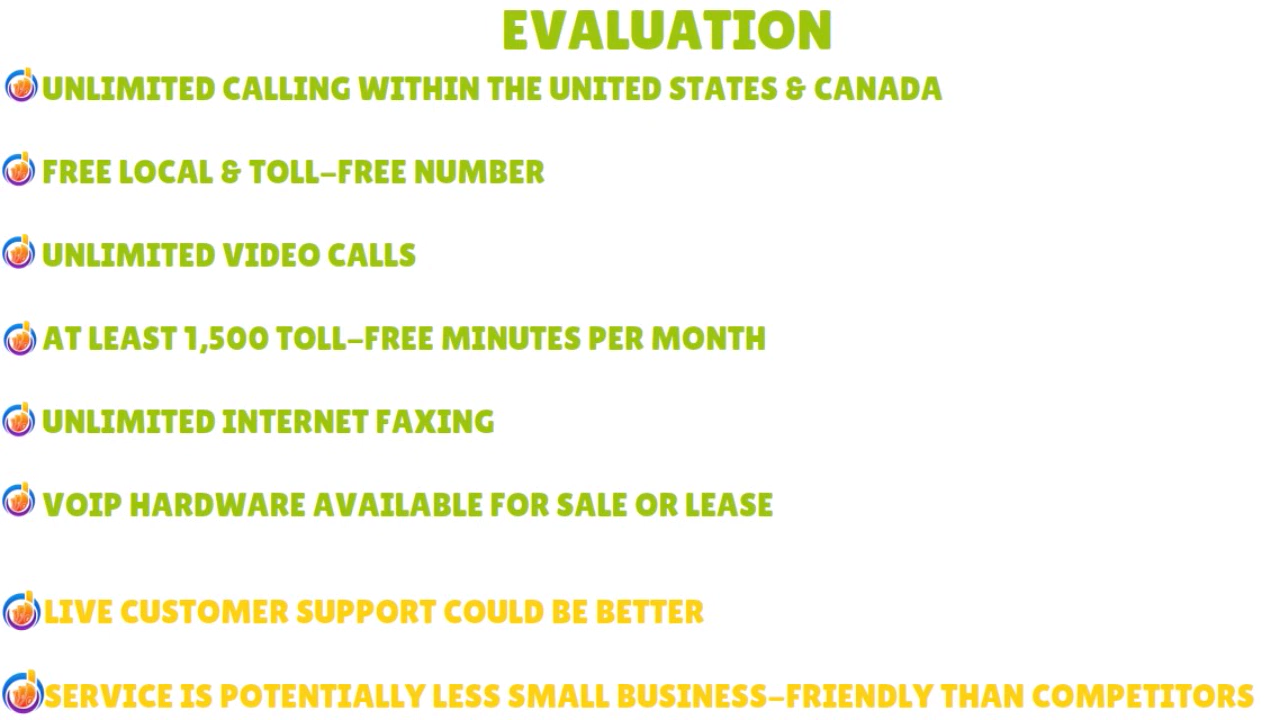 EVALUATION
UNLIMITED CALLING WITHIN THE UNITED STATES & CANADA
FREE LOCAL & TOLL-FREE NUMBER
UNLIMITED VIDEO CALLS
AT LEAST 1,500 TOLL-FREE MINUTES PER MONTH
UNLIMITED INTERNET FAXING
VOIP HARDWARE AVAILABLE FOR SALE OR LEASE
LIVE CUSTOMER SUPPORT COULD BE BETTER
SERVICE IS POTENTIALLY LESS SMALL BUSINESS-FRIENDLY THAN COMPETITORS